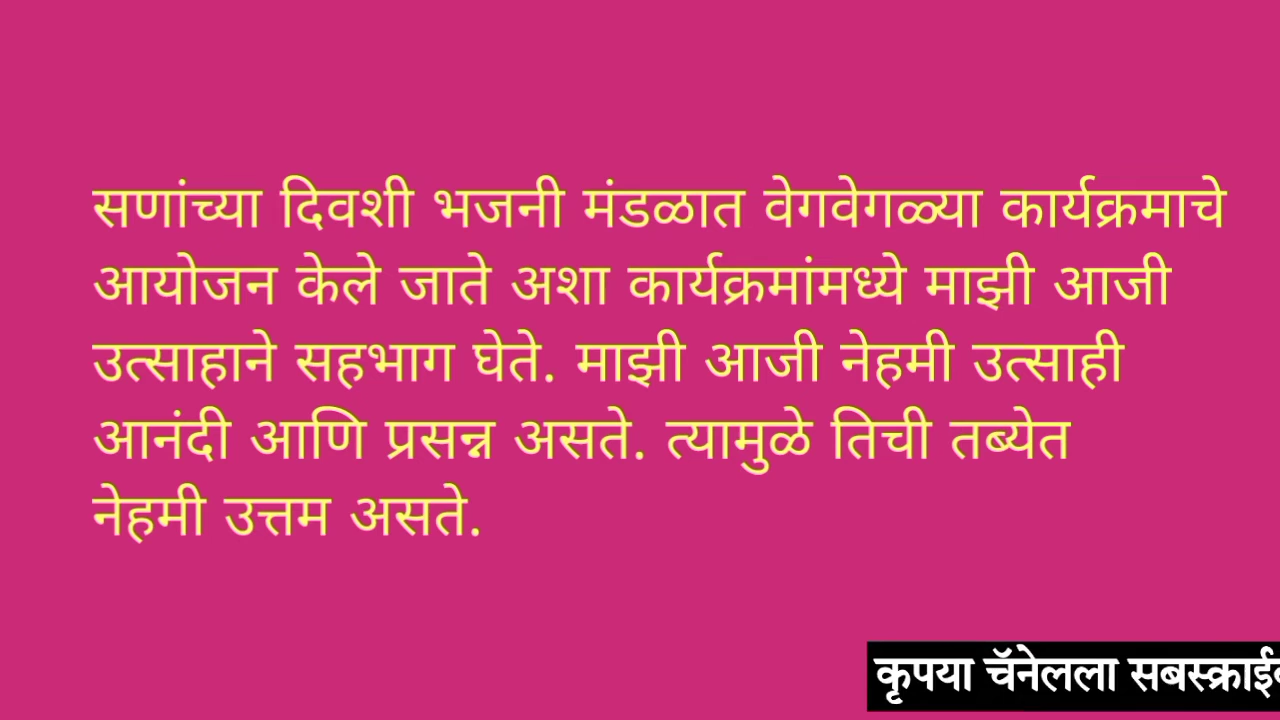 सणांच्या दिवशी भजनी मंडळात वेगवेगळ्या कार्यक्रमाचे
आयोजन केले जाते अशा कार्यक्रमांमध्ये माझी आजी
उत्साहाने सहभाग घेते. माझी आजी नेहमी उत्साही
आनंदी आणि प्रसन्न असते. त्यामुळे तिची तब्येत
नेहमी उत्तम असते.
कृपया चॅनेलला